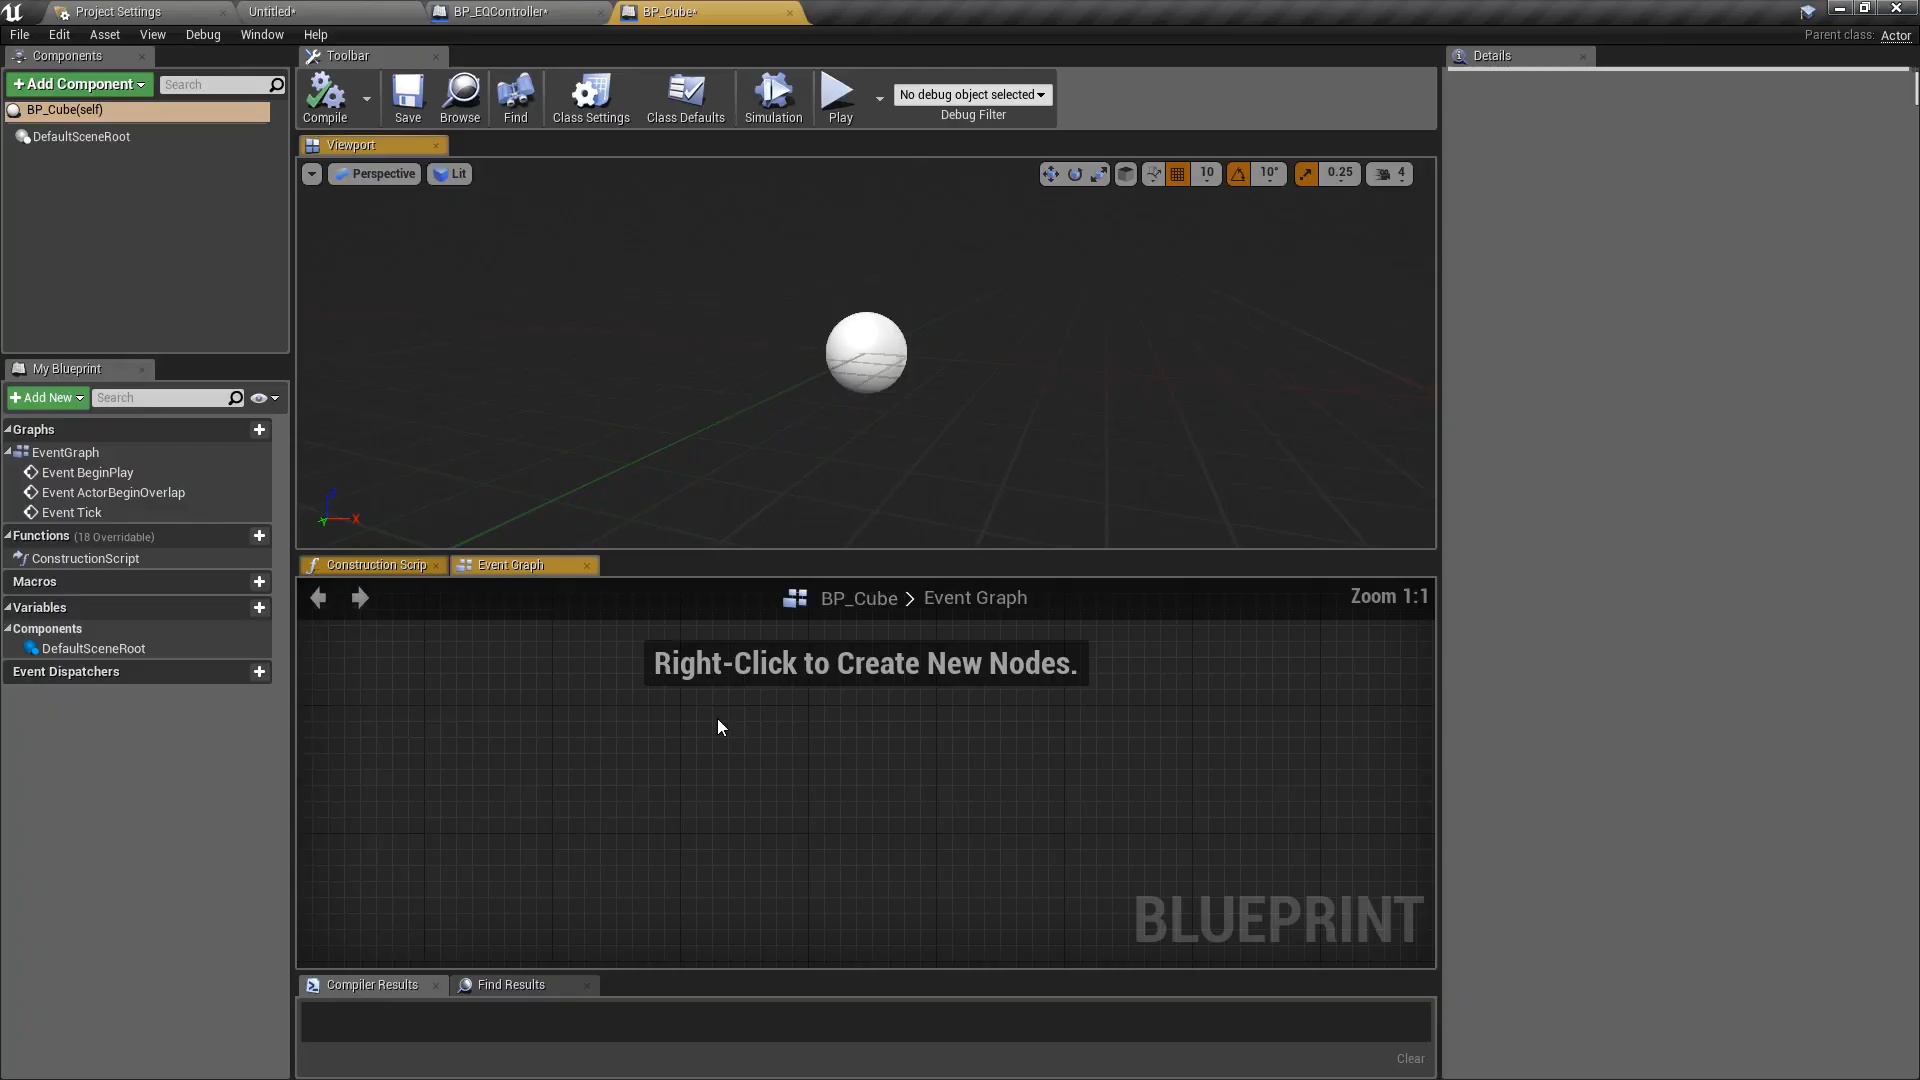 Project Settings
Untitled*
BP_EQController*
BP_Cube*
File Edit Asset View Debug Window Help
Parent class: Actor
Components
Toolbar
Details
+ Add Component
Search
BP_Cube(self)
DefaultSceneRoot
Compile
Save
Browse
Find
Class Settings
Class Defaults
Simulation
Play
No debug object selected
Debug Filter
Viewport
Perspective
Lit
10
10°
0.25
4
X
My Blueprint
+ Add New
Search
Graphs
EventGraph
Event BeginPlay
Event ActorBeginOverlap
Event Tick
Functions (18 Overridable)
ConstructionScript
Macros
Variables
Components
DefaultSceneRoot
Event Dispatchers
Construction Scrip
Event Graph
BP_Cube > Event Graph
Zoom 1:1
Right-Click to Create New Nodes.
BLUEPRINT
Compiler Results
Find Results
Clear